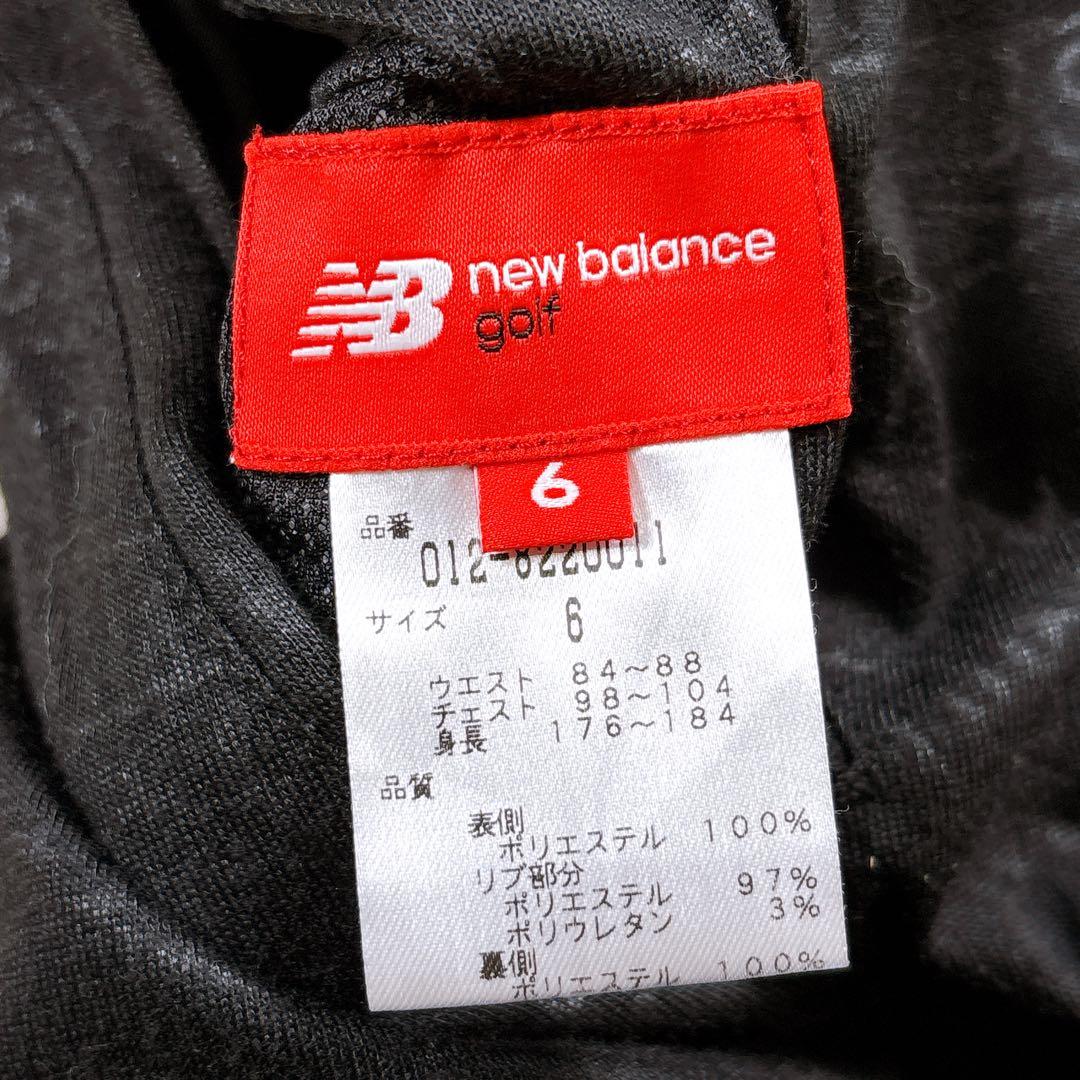 NB new balance
golf
6
品番
012-8220011
サイズ 6
ウエスト 84～88
チェスト 98～104
身長 176～184
品質
表側
ポリエステル 100%
リブ部分
ポリエステル 97%
ポリウレタン 3%
裏側
ポリエステル 100%